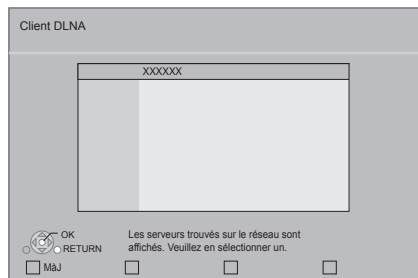 Client DLNA
XXXXXX
OK
RETURN
Les serveurs trouvés sur le réseau sont
affichés. Veuillez en sélectionner un.
MàJ